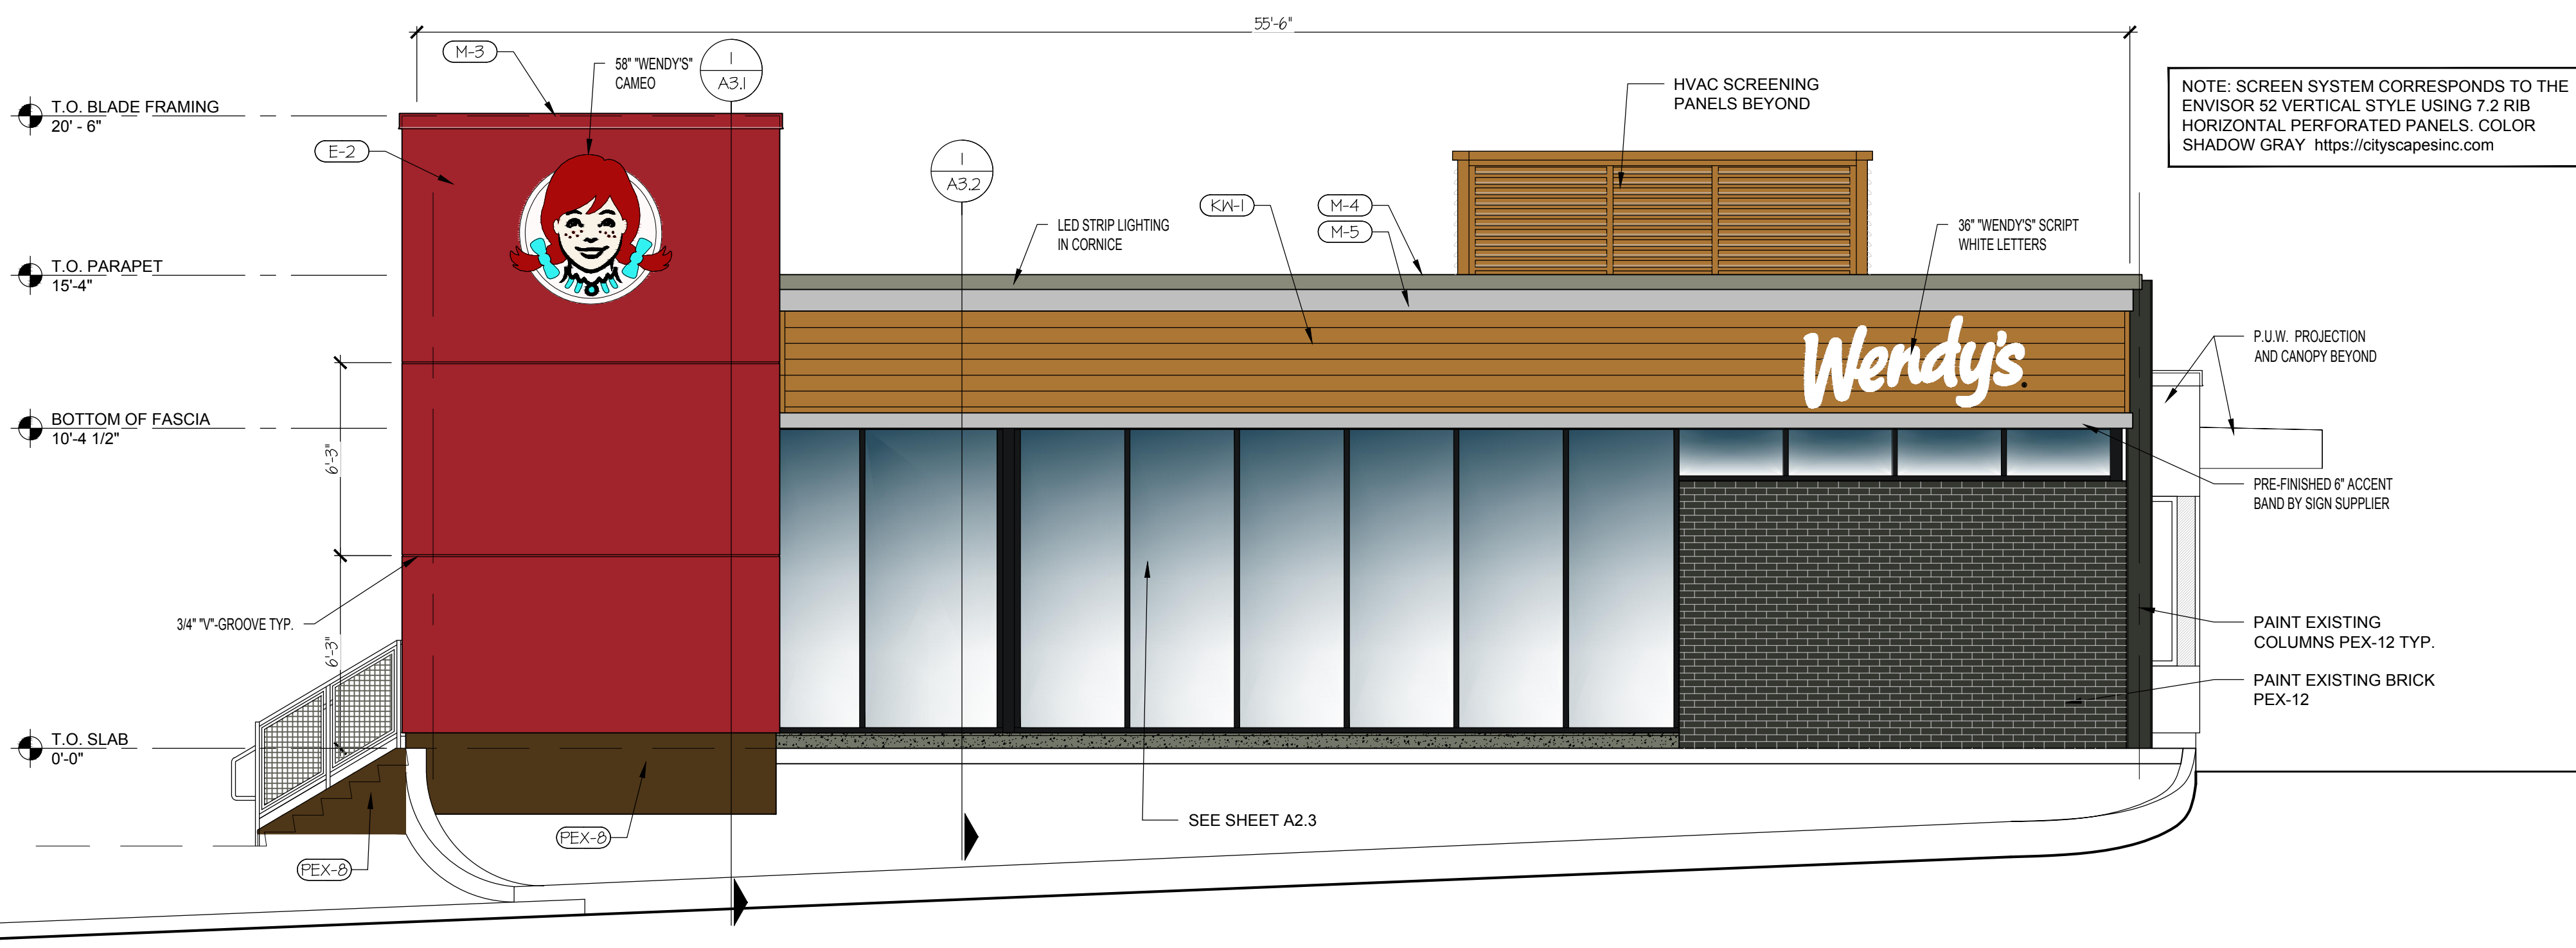 55'-6"
M-3
58" "WENDY'S"
CAMEO
1
A3.1
HVAC SCREENING
PANELS BEYOND
NOTE: SCREEN SYSTEM CORRESPONDS TO THE
ENVISOR 52 VERTICAL STYLE USING 7.2 RIB
HORIZONTAL PERFORATED PANELS. COLOR
SHADOW GRAY https://cityscapesinc.com
T.O. BLADE FRAMING
20' - 6"
E-2
1
A3.2
KW-1
M-4
M-5
LED STRIP LIGHTING
IN CORNICE
36" "WENDY'S" SCRIPT
WHITE LETTERS
T.O. PARAPET
15'-4"
Wendy's
P.U.W. PROJECTION
AND CANOPY BEYOND
BOTTOM OF FASCIA
10'-4 1/2"
6'-3"
PRE-FINISHED 6" ACCENT
BAND BY SIGN SUPPLIER
3/4" "V"-GROOVE TYP.
6'-3"
PAINT EXISTING
COLUMNS PEX-12 TYP.
PAINT EXISTING BRICK
PEX-12
T.O. SLAB
0'-0"
SEE SHEET A2.3
PEX-8
PEX-8